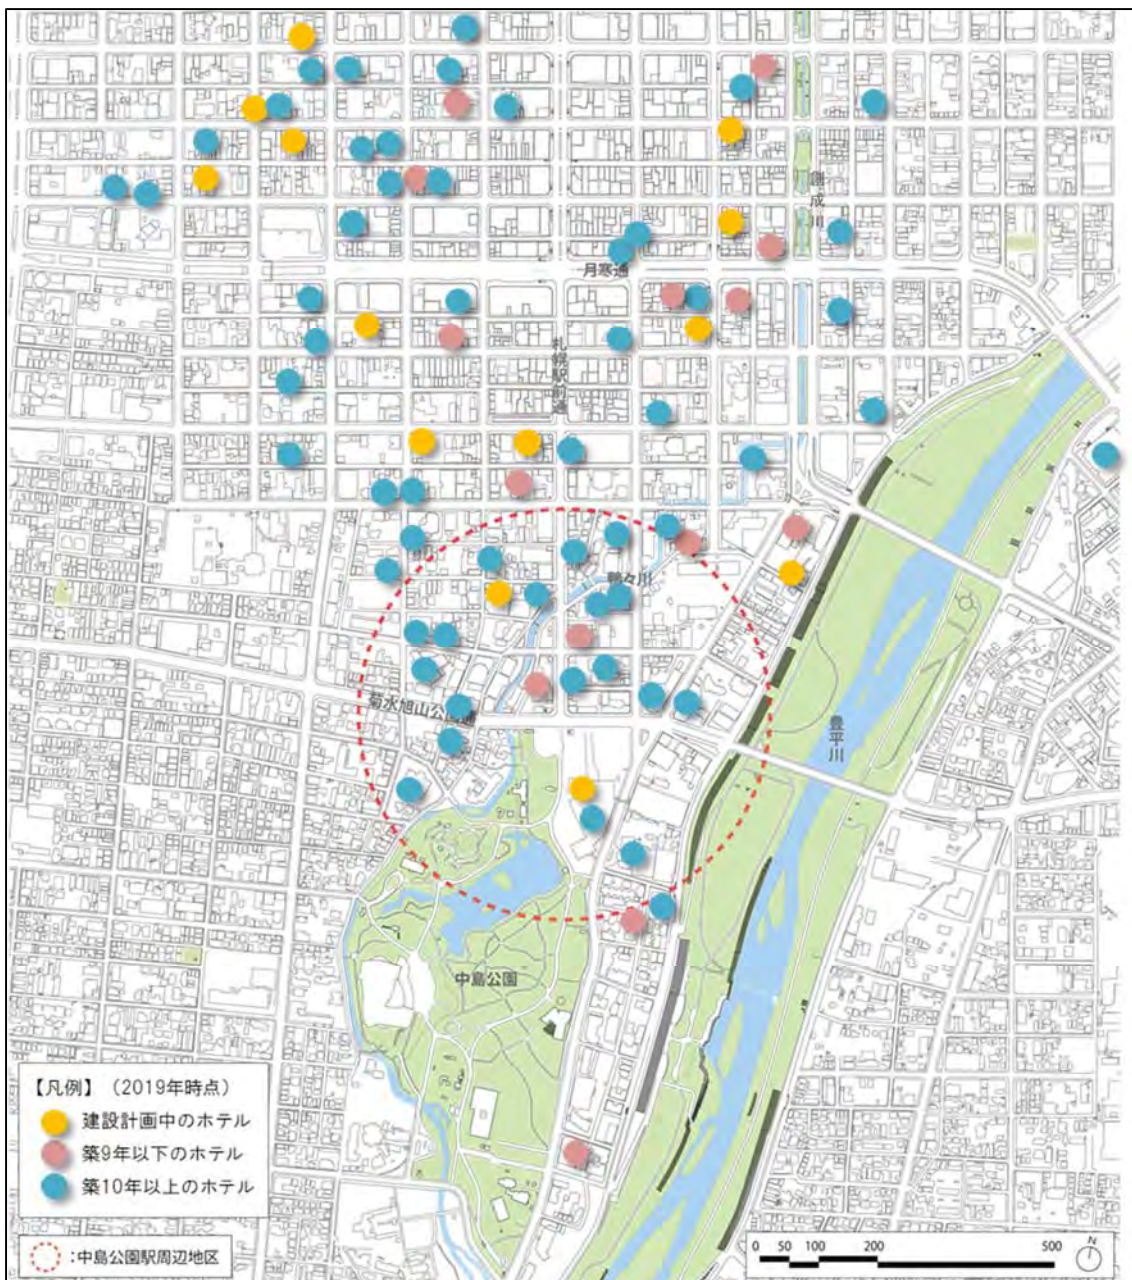 創成川
月寒通
札幌駅前通
鴨々川
菊水旭山公園通
豊平川
中島公園
【凡例】 (2019年時点)
建設計画中のホテル
築9年以下のホテル
築10年以上のホテル
:中島公園駅周辺地区
0 50 100 200 500
N